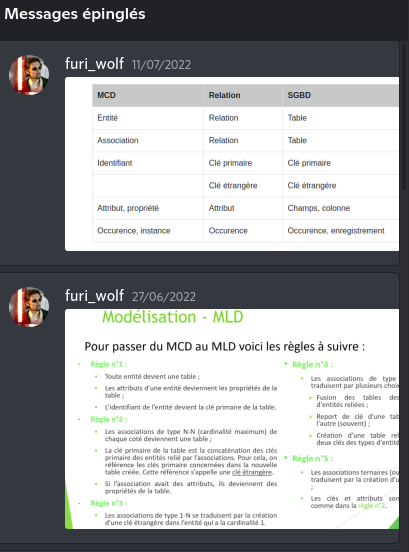 Messages épinglés
furi_wolf 11/07/2022
MCD Relation SGBD
Entité Relation Table
Association Relation Table
Identifiant Clé primaire Clé primaire
Clé étrangère Clé étrangère
Attribut, propriété Attribut Champs, colonne
Occurence, instance Occurence Occurence, enregistrement
furi_wolf 27/06/2022
Modélisation - MLD
Pour passer du MCD au MLD voici les règles à suivre :
Règle n°1 :
Toute entité devient une table ;
Les attributs d'une entité deviennent les propriétés de la
table ;
L'identifiant de l'entité devient la clé primaire de la table.
Règle n°2 :
Les associations de type N-N (cardinalité maximum) de
chaque coté deviennent une table ;
La clé primaire de la table est la concaténation des clés
primaire des entités relié par l'associations. Pour cela, on
référence les clés primaire concernées dans la nouvelle
table créée. Cette référence s'appelle une clé étrangère.
Si l'association avait des attributs, ils deviennent des
propriétés de la table.
Règle n°3 :
Les associations de type 1-N se traduisent par la création
d'une clé étrangère dans l'entité qui a la cardinalité 1.
Règle n°4 :
Les associations de type
traduisent par plusieurs choix
Fusion des tables des
d'entités reliées ;
Report de clé d'une tab
l'autre (souvent) ;
Création d'une table rel
deux clés des types d'entité
Règle n°5 :
Les associations ternaires (ou
traduisent par la création d'u
;
Les clés et attributs son
comme dans la règle n°2.